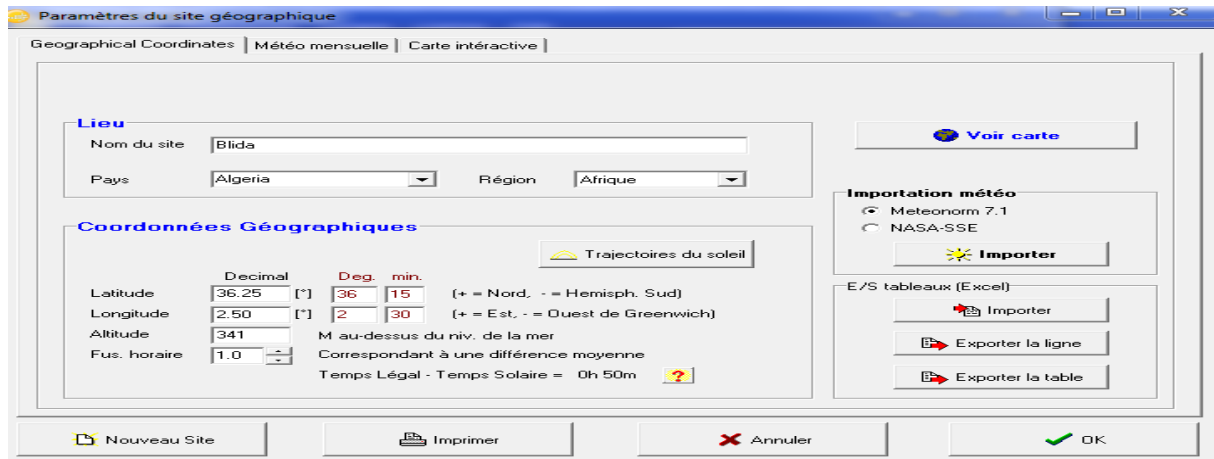 Paramètres du site géographique
Geographical Coordinates Météo mensuelle Carte intéractive
Lieu
Nom du site Blida
Pays Algeria Région Afrique
Voir carte
Importation météo
Meteonorm 7.1
NASA-SSE
Importer
Coordonnées Géographiques
Trajectoires du soleil
Decimal Deg. min.
Latitude 36.25 [°] 36 15 (+ = Nord, - = Hemisph. Sud)
Longitude 2.50 [°] 2 30 (+ = Est, - = Ouest de Greenwich)
Altitude 341 M au-dessus du niv. de la mer
Fus. horaire 1.0 Correspondant à une différence moyenne
Temps Légal - Temps Solaire = 0h 50m ?
E/S tableaux (Excel)
Importer
Exporter la ligne
Exporter la table
Nouveau Site Imprimer Annuler OK